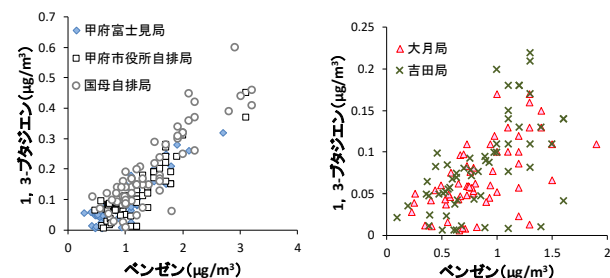 0.7
0.6
0.5
0.4
0.3
0.2
0.1
0
0
1
2
3
4
1, 3-ブタジエン(μg/m³)
ベンゼン(μg/m³)
甲府富士見局
甲府市役所自排局
国母自排局
0.25
0.2
0.15
0.1
0.05
0
0
0.5
1
1.5
2
1, 3-ブタジエン(μg/m³)
ベンゼン(μg/m³)
大月局
吉田局